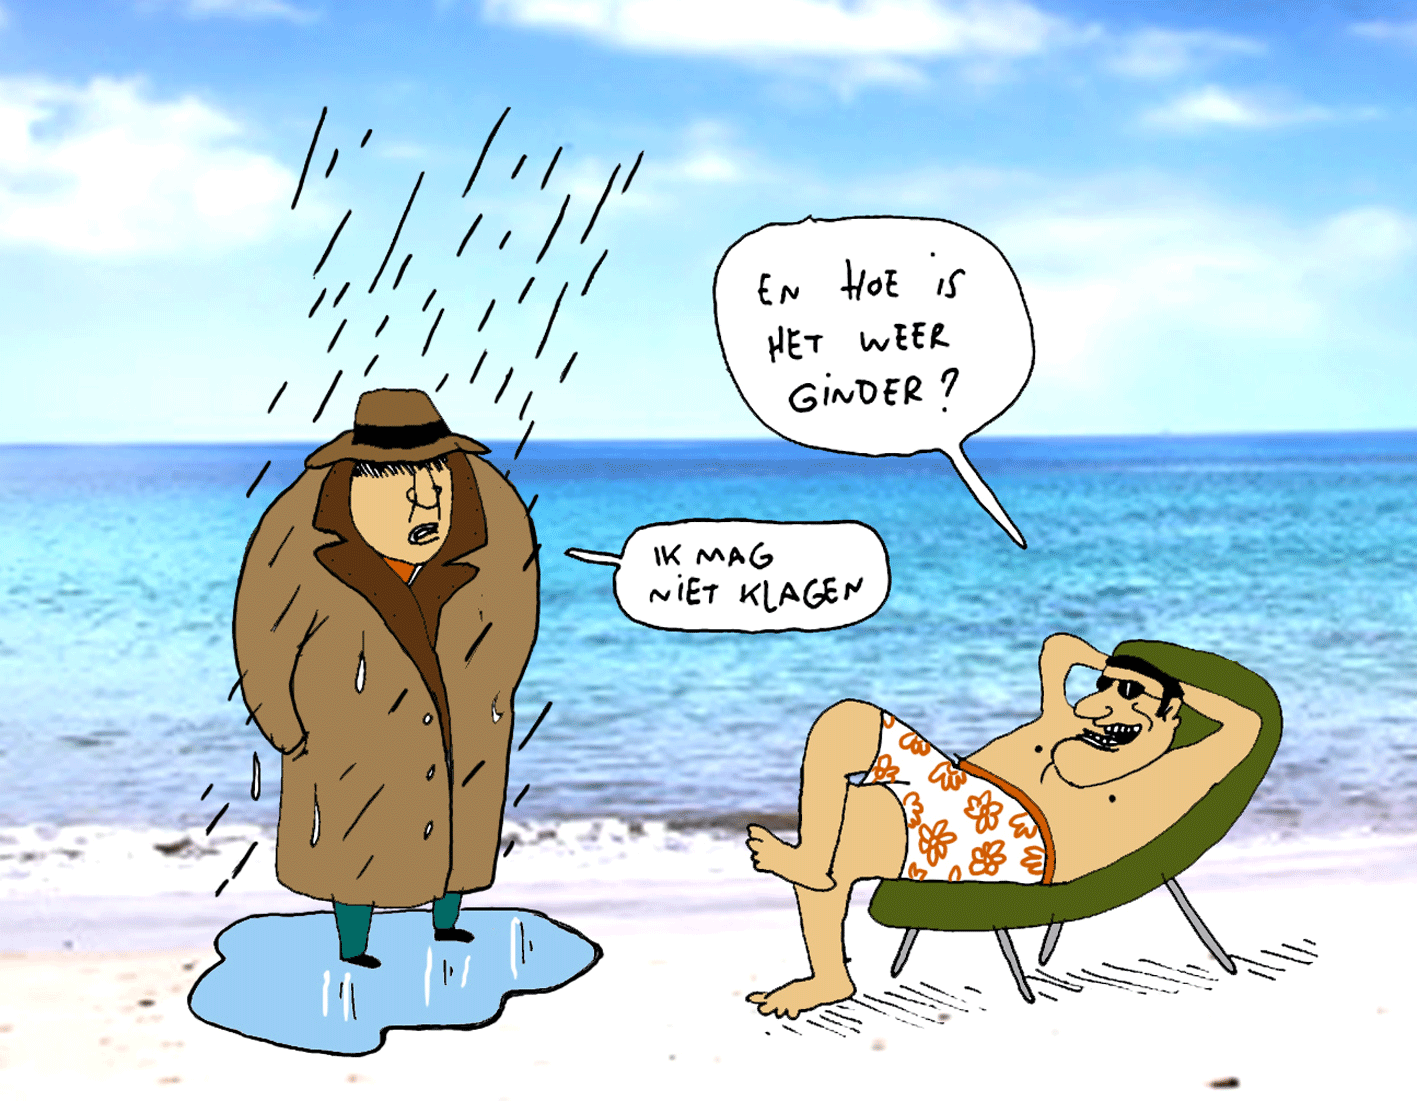 EN HOE IS
HET WEER
GINDER?
IK MAG
NIET KLAGEN